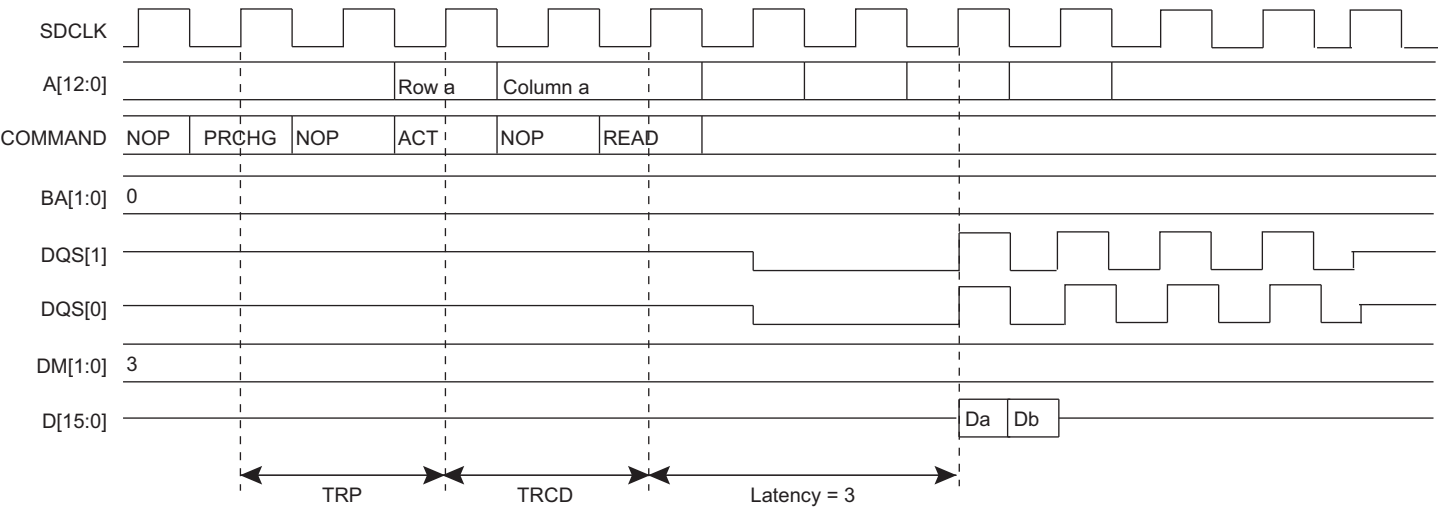 SDCLK
A[12:0] Row a Column a
COMMAND NOP PRCHG NOP ACT NOP READ
BA[1:0] 0
DQS[1]
DQS[0]
DM[1:0] 3
D[15:0] Da Db
TRP TRCD Latency = 3